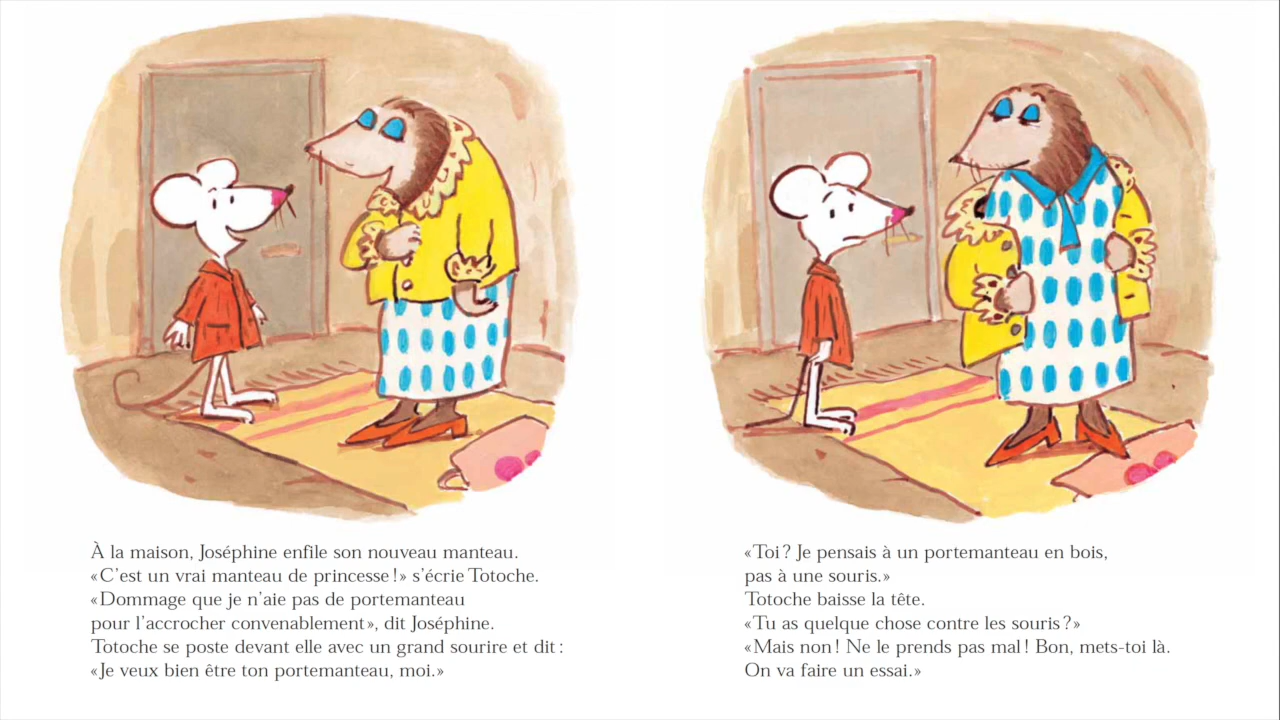 À la maison, Joséphine enfile son nouveau manteau.
«C’est un vrai manteau de princesse!» s’écrie Totoche.
«Dommage que je n’aie pas de portemanteau
pour l’accrocher convenablement», dit Joséphine.
Totoche se poste devant elle avec un grand sourire et dit:
«Je veux bien être ton portemanteau, moi.»
«Toi? Je pensais à un portemanteau en bois,
pas à une souris.»
Totoche baisse la tête.
«Tu as quelque chose contre les souris?»
«Mais non! Ne le prends pas mal! Bon, mets-toi là.
On va faire un essai.»